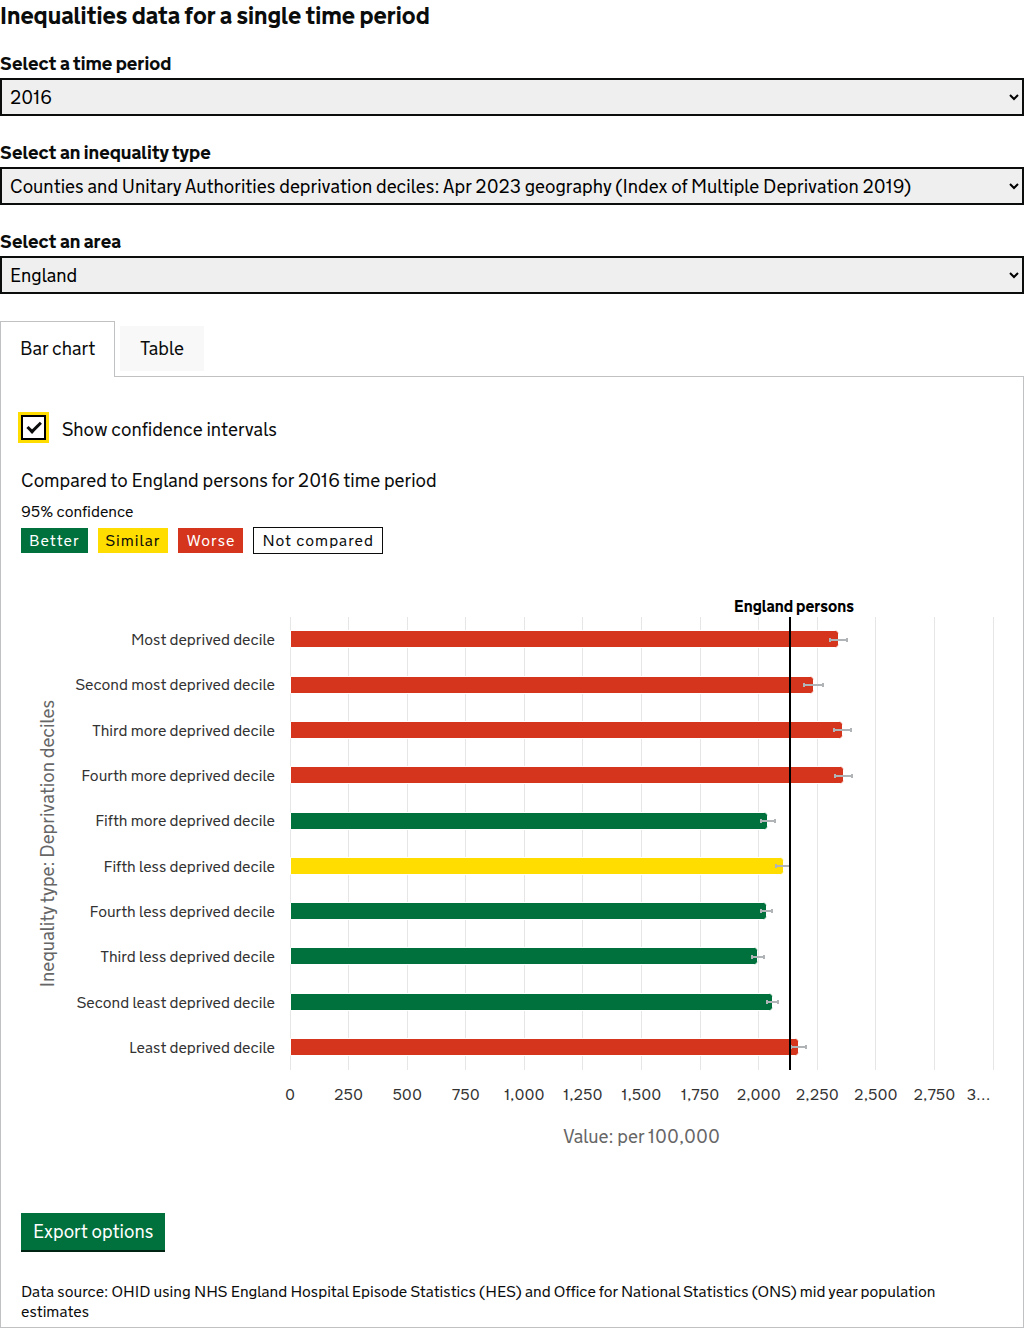 Inequalities data for a single time period
Select a time period
2016
Select an inequality type
Counties and Unitary Authorities deprivation deciles: Apr 2023 geography (Index of Multiple Deprivation 2019)
Select an area
England
Bar chart
Table
Show confidence intervals
Compared to England persons for 2016 time period
95% confidence
Better
Similar
Worse
Not compared
England persons
Inequality type: Deprivation deciles
Most deprived decile
Second most deprived decile
Third more deprived decile
Fourth more deprived decile
Fifth more deprived decile
Fifth less deprived decile
Fourth less deprived decile
Third less deprived decile
Second least deprived decile
Least deprived decile
0 250 500 750 1,000 1,250 1,500 1,750 2,000 2,250 2,500 2,750 3...
Value: per 100,000
Export options
Data source: OHID using NHS England Hospital Episode Statistics (HES) and Office for National Statistics (ONS) mid year population
estimates